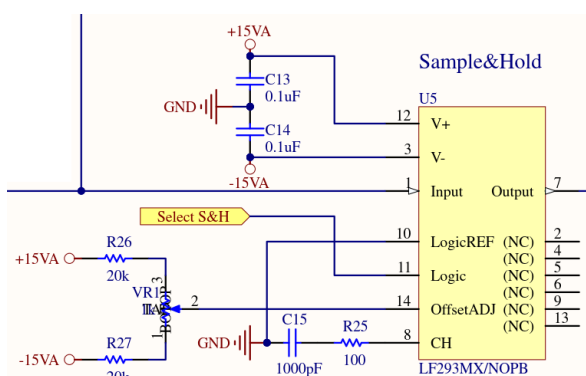 +15VA
Sample&Hold
C13
0.1uF
GND
C14
0.1uF
-15VA
U5
12
V+
3
V-
1
Input
Output
7
Select S&H
10
LogicREF
(NC)
2
(NC)
4
11
Logic
(NC)
5
(NC)
6
14
OffsetADJ
(NC)
9
(NC)
13
8
CH
LF293MX/NOPB
+15VA
R26
20k
VR1
3
2
1
-15VA
R27
20k
GND
C15
1000pF
R25
100